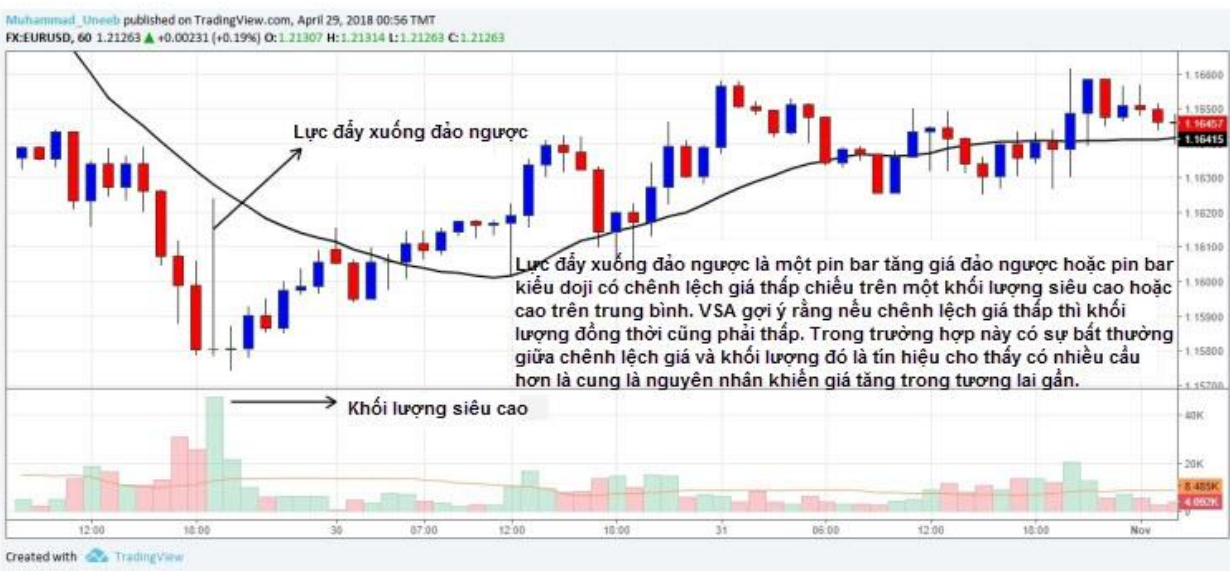 Muhammad_Uneeb published on TradingView.com, April 29, 2018 00:56 TMT
FX:EURUSD, 60 1.21263 ▲ +0.00231 (+0.19%) O:1.21307 H:1.21314 L:1.21263 C:1.21263
1.16600
1.16500
1.16457
1.16415
1.16300
1.16200
1.16100
1.16000
1.15900
1.15800
1.15700
Lực đẩy xuống đảo ngược
Lực đẩy xuống đảo ngược là một pin bar tăng giá đảo ngược hoặc pin bar
kiểu doji có chênh lệch giá thấp chiếu trên một khối lượng siêu cao hoặc
cao trên trung bình. VSA gợi ý rằng nếu chênh lệch giá thấp thì khối
lượng đồng thời cũng phải thấp. Trong trường hợp này có sự bất thường
giữa chênh lệch giá và khối lượng đó là tín hiệu cho thấy có nhiều cầu
hơn là cung là nguyên nhân khiến giá tăng trong tương lai gần.
Khối lượng siêu cao
40K
20K
8.485K
4.092K
0
12:00 18:00 30 07:00 12:00 18:00 31 06:00 12:00 18:00 Nov
Created with TradingView